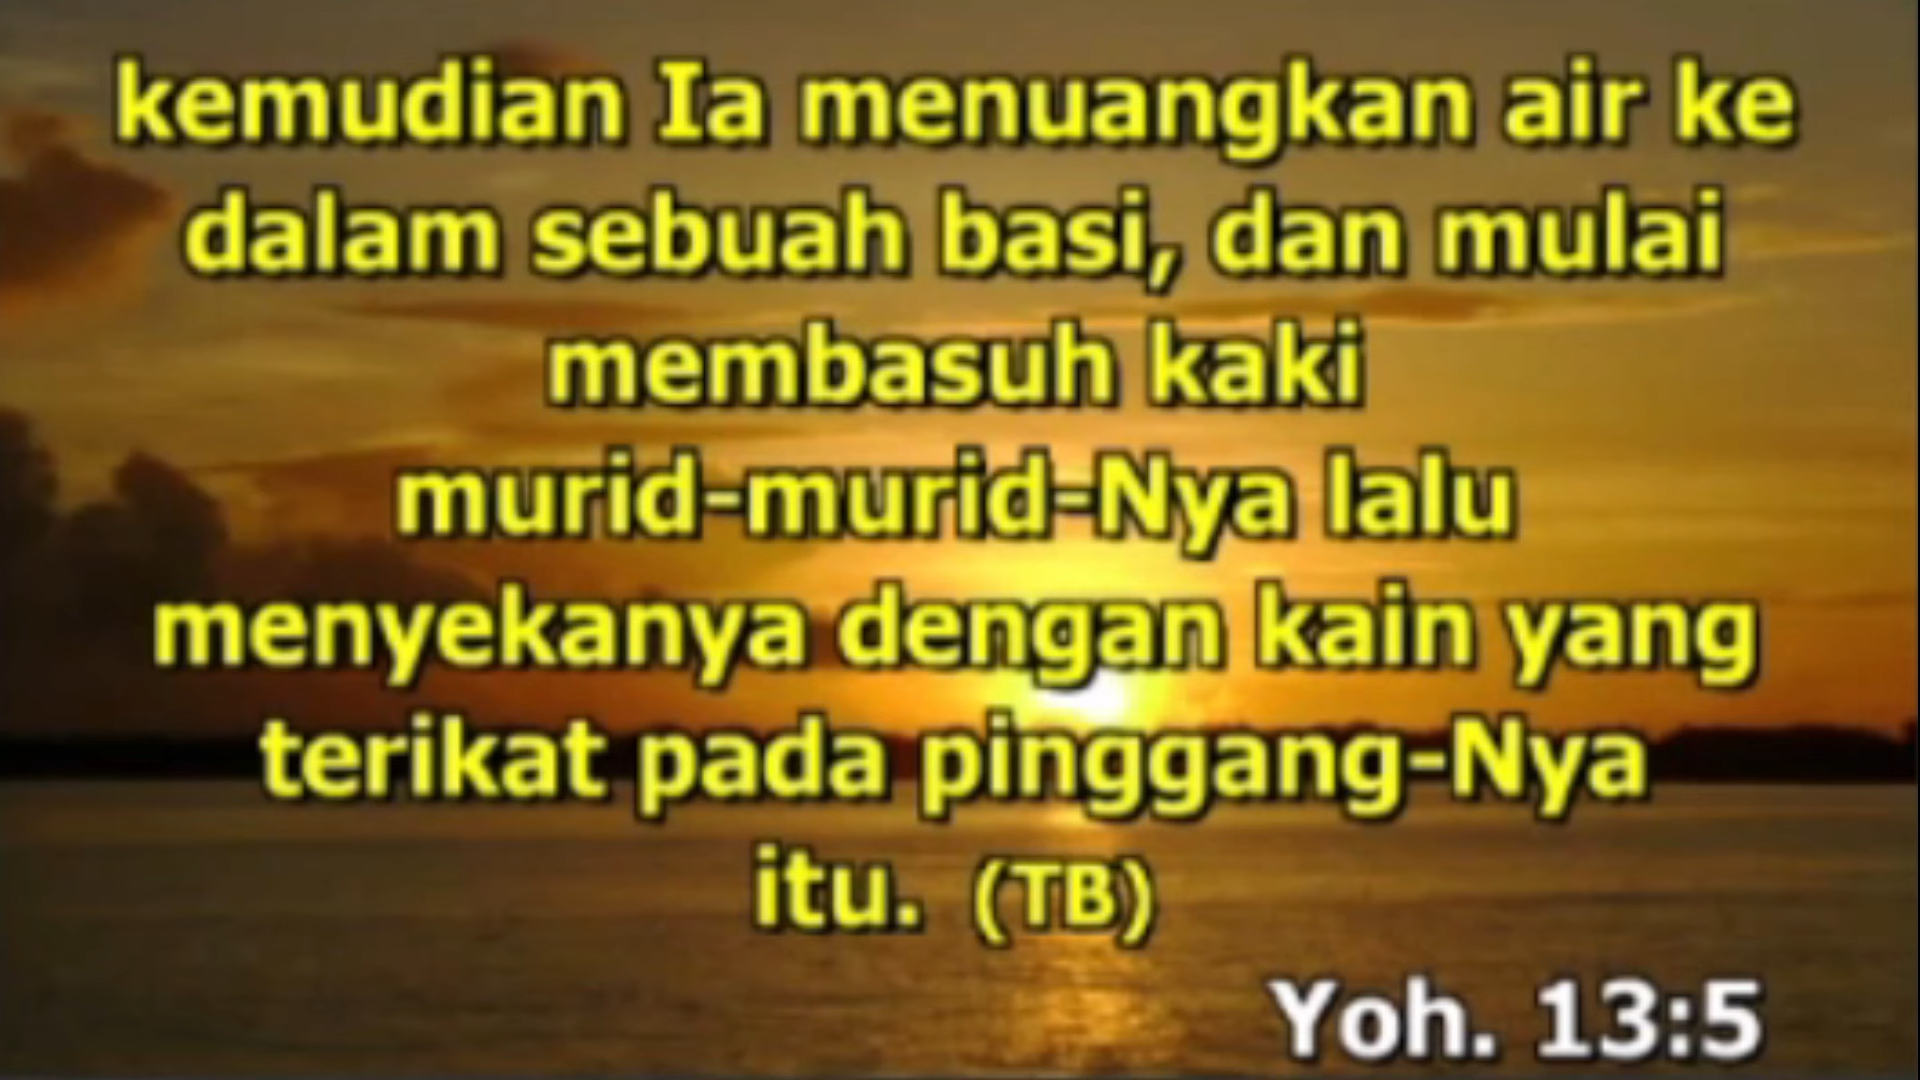 kemudian Ia menuangkan air ke
dalam sebuah basi, dan mulai
membasuh kaki
murid-murid-Nya lalu
menyekanya dengan kain yang
terikat pada pinggang-Nya
itu. (TB)
Yoh. 13:5